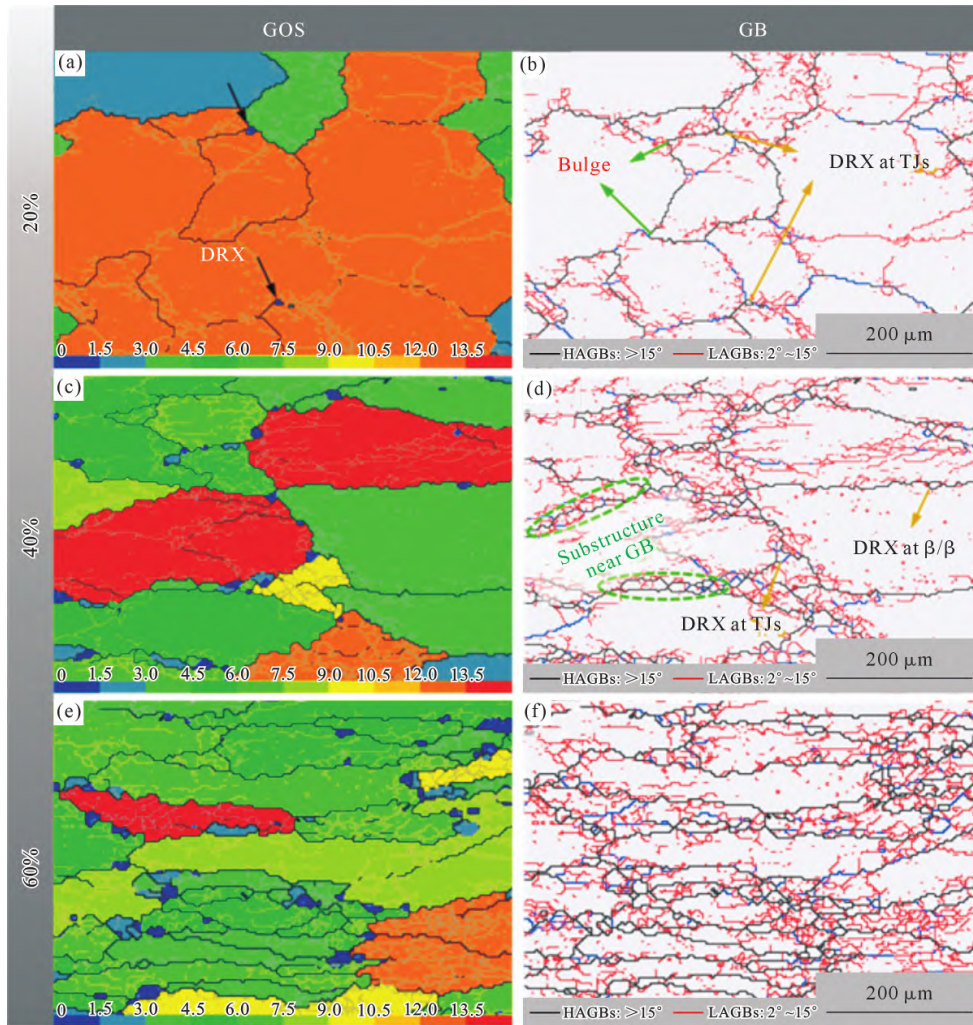 GOS GB
20%
(a)
DRX
0 1.5 3.0 4.5 6.0 7.5 9.0 10.5 12.0 13.5
(b)
Bulge
DRX at TJs
200 μm
HAGBs: >15° LAGBs: 2°~15°
40%
(c)
0 1.5 3.0 4.5 6.0 7.5 9.0 10.5 12.0 13.5
(d)
Substructure
near GB
DRX at β/β
DRX at TJs
200 μm
HAGBs: >15° LAGBs: 2°~15°
60%
(e)
0 1.5 3.0 4.5 6.0 7.5 9.0 10.5 12.0 13.5
(f)
200 μm
HAGBs: >15° LAGBs: 2°~15°